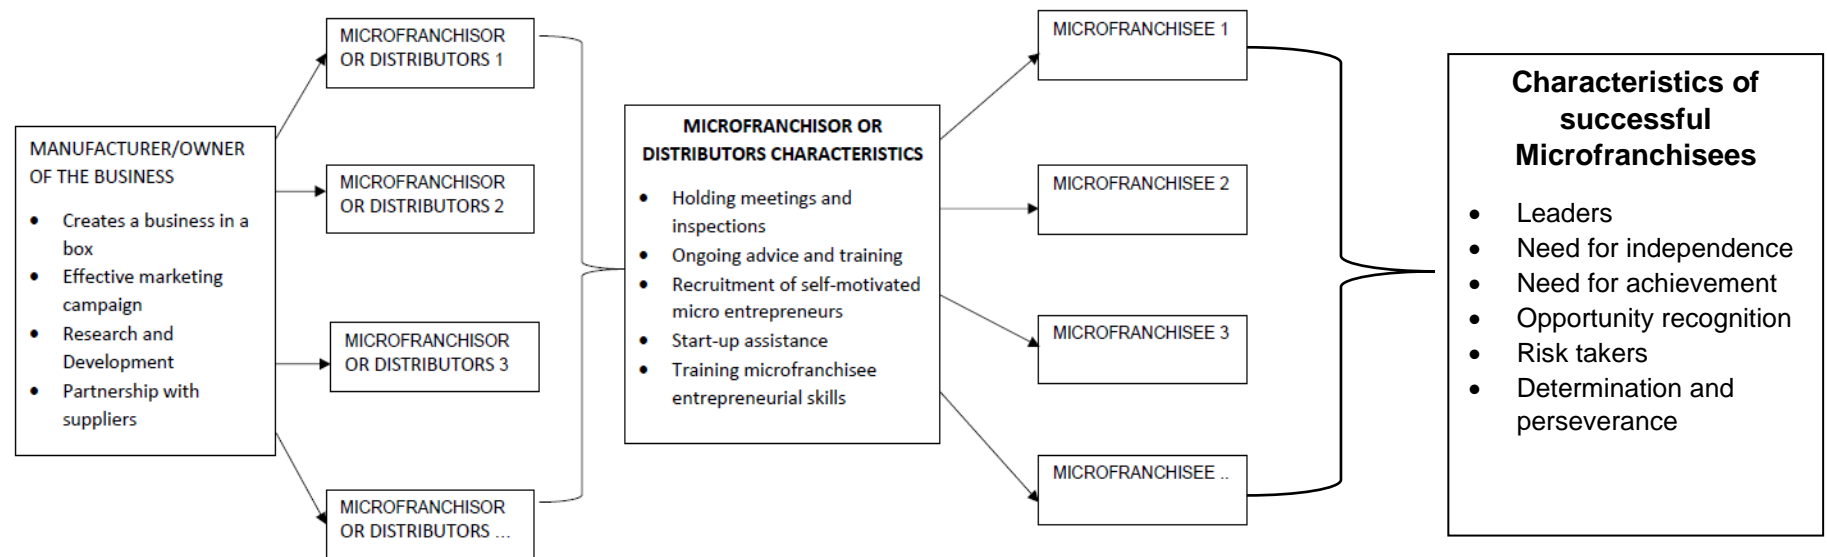 MANUFACTURER/OWNER
OF THE BUSINESS
• Creates a business in a
box
• Effective marketing
campaign
• Research and
Development
• Partnership with
suppliers
MICROFRANCHISOR
OR DISTRIBUTORS 1
MICROFRANCHISOR
OR DISTRIBUTORS 2
MICROFRANCHISOR
OR DISTRIBUTORS 3
MICROFRANCHISOR
OR DISTRIBUTORS ...
MICROFRANCHISOR OR
DISTRIBUTORS CHARACTERISTICS
• Holding meetings and
inspections
• Ongoing advice and training
• Recruitment of self-motivated
micro entrepreneurs
• Start-up assistance
• Training microfranchisee
entrepreneurial skills
MICROFRANCHISEE 1
MICROFRANCHISEE 2
MICROFRANCHISEE 3
MICROFRANCHISEE ..
Characteristics of
successful
Microfranchisees
• Leaders
• Need for independence
• Need for achievement
• Opportunity recognition
• Risk takers
• Determination and
perseverance